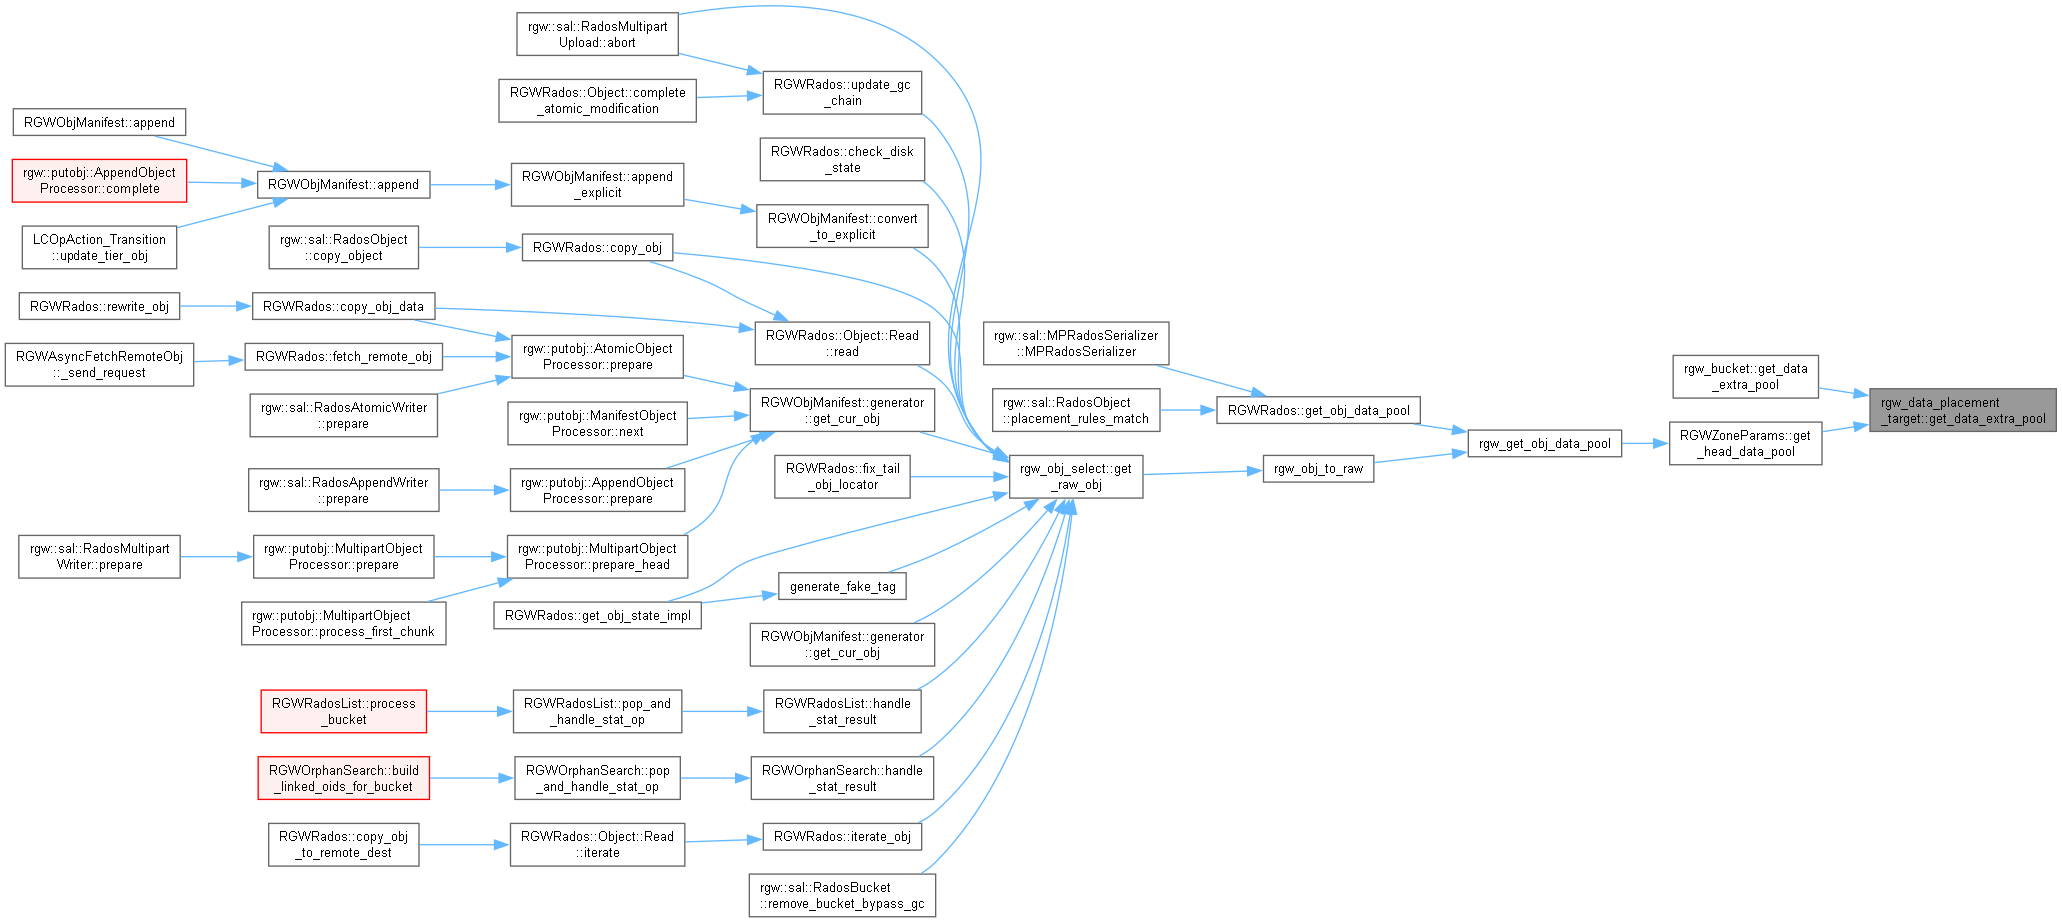 rgw::sal::RadosMultipart
Upload::abort
RGWRados::update_gc
_chain
RGWRados::Object::complete
_atomic_modification
RGWObjManifest::append
RGWRados::check_disk
_state
rgw::putobj::AppendObject
Processor::complete
RGWObjManifest::append
RGWObjManifest::append
_explicit
RGWObjManifest::convert
_to_explicit
LCOpAction_Transition
::update_tier_obj
rgw::sal::RadosObject
::copy_object
RGWRados::copy_obj
RGWRados::rewrite_obj
RGWRados::copy_obj_data
RGWRados::Object::Read
::read
rgw::sal::MPRadosSerializer
::MPRadosSerializer
RGWAsyncFetchRemoteObj
::_send_request
RGWRados::fetch_remote_obj
rgw::putobj::AtomicObject
Processor::prepare
rgw_bucket::get_data
_extra_pool
rgw::sal::RadosAtomicWriter
::prepare
rgw::putobj::ManifestObject
Processor::next
RGWObjManifest::generator
::get_cur_obj
rgw::sal::RadosObject
::placement_rules_match
RGWRados::get_obj_data_pool
rgw_data_placement
_target::get_data_extra_pool
rgw_get_obj_data_pool
RGWZoneParams::get
_head_data_pool
rgw::sal::RadosAppendWriter
::prepare
rgw::putobj::AppendObject
Processor::prepare
RGWRados::fix_tail
_obj_locator
rgw_obj_select::get
_raw_obj
rgw_obj_to_raw
rgw::sal::RadosMultipart
Writer::prepare
rgw::putobj::MultipartObject
Processor::prepare
rgw::putobj::MultipartObject
Processor::prepare_head
generate_fake_tag
rgw::putobj::MultipartObject
Processor::process_first_chunk
RGWRados::get_obj_state_impl
RGWObjManifest::generator
::get_cur_obj
RGWRadosList::process
_bucket
RGWRadosList::pop_and
_handle_stat_op
RGWRadosList::handle
_stat_result
RGWOrphanSearch::build
_linked_oids_for_bucket
RGWOrphanSearch::pop
_and_handle_stat_op
RGWOrphanSearch::handle
_stat_result
RGWRados::copy_obj
_to_remote_dest
RGWRados::Object::Read
::iterate
RGWRados::iterate_obj
rgw::sal::RadosBucket
::remove_bucket_bypass_gc